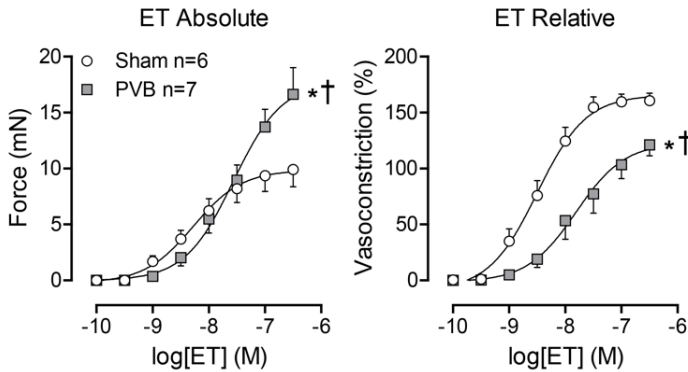 ET Absolute
20
15
10
5
0
Force (mN)
Sham n=6
PVB n=7
*†
-10 -9 -8 -7 -6
log[ET] (M)
ET Relative
200
150
100
50
0
Vasoconstriction (%)
*†
-10 -9 -8 -7 -6
log[ET] (M)